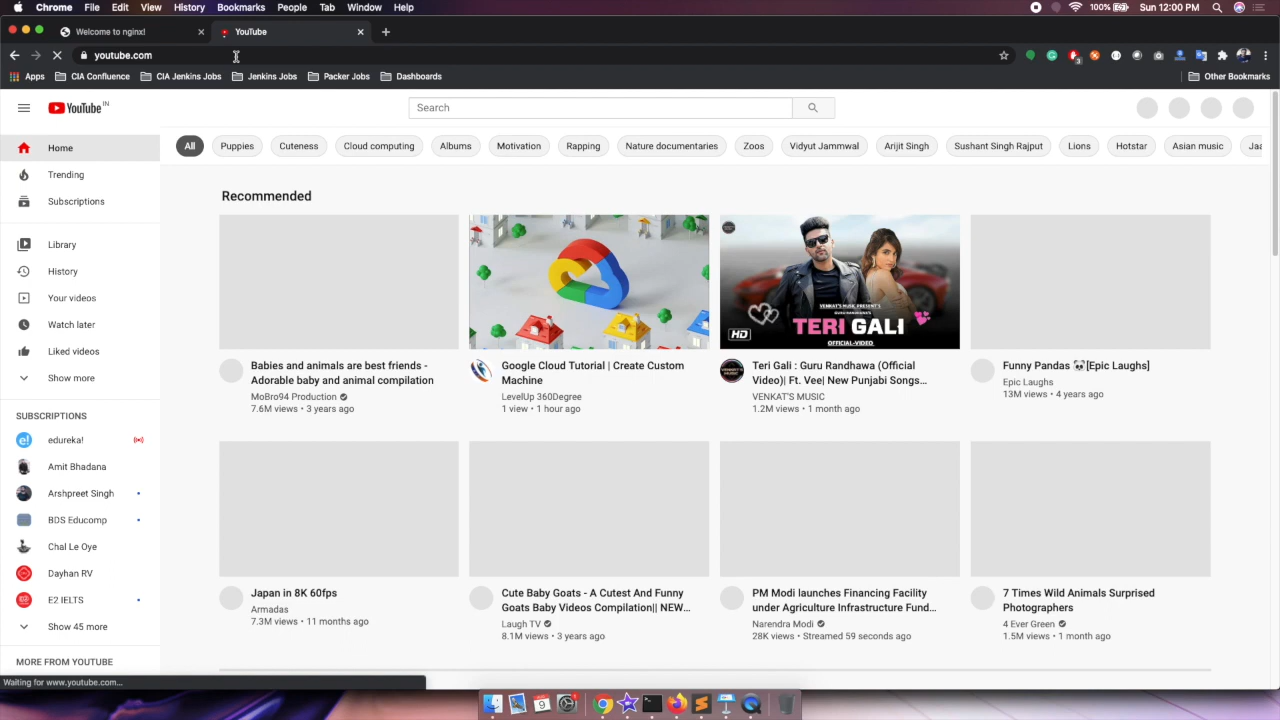 Chrome File Edit View History Bookmarks People Tab Window Help 100% Sun 12:00 PM
Welcome to nginx! YouTube
youtube.com
3
Apps CIA Confluence CIA Jenkins Jobs Jenkins Jobs Packer Jobs Dashboards Other Bookmarks
YouTube IN
Search
All Puppies Cuteness Cloud computing Albums Motivation Rapping Nature documentaries Zoos Vidyut Jammwal Arijit Singh Sushant Singh Rajput Lions Hotstar Asian music Jaa
Home
Trending
Subscriptions
Library
History
Your videos
Watch later
Liked videos
Show more
SUBSCRIPTIONS
edureka!
Amit Bhadana
Arshpreet Singh
BDS Educomp
Chal Le Oye
Dayhan RV
E2 IELTS
Show 45 more
MORE FROM YOUTUBE
Recommended
VENKAT'S MUSIC PRESENT'S
TERI GALI
HD
OFFICIAL-VIDEO
Babies and animals are best friends -
Adorable baby and animal compilation
MoBro94 Production
7.6M views • 3 years ago
Google Cloud Tutorial | Create Custom
Machine
LevelUp 360Degree
1 view • 1 hour ago
Teri Gali : Guru Randhawa (Official
Video)| Ft. Vee| New Punjabi Songs...
VENKAT'S MUSIC
1.2M views • 1 month ago
Funny Pandas 🐼[Epic Laughs]
Epic Laughs
13M views • 4 years ago
Japan in 8K 60fps
Armadas
7.3M views • 11 months ago
Cute Baby Goats - A Cutest And Funny
Goats Baby Videos Compilation|| NEW...
Laugh TV
8.1M views • 3 years ago
PM Modi launches Financing Facility
under Agriculture Infrastructure Fund...
Narendra Modi
28K views • Streamed 59 seconds ago
7 Times Wild Animals Surprised
Photographers
4 Ever Green
1.5M views • 1 month ago
Waiting for www.youtube.com...
9